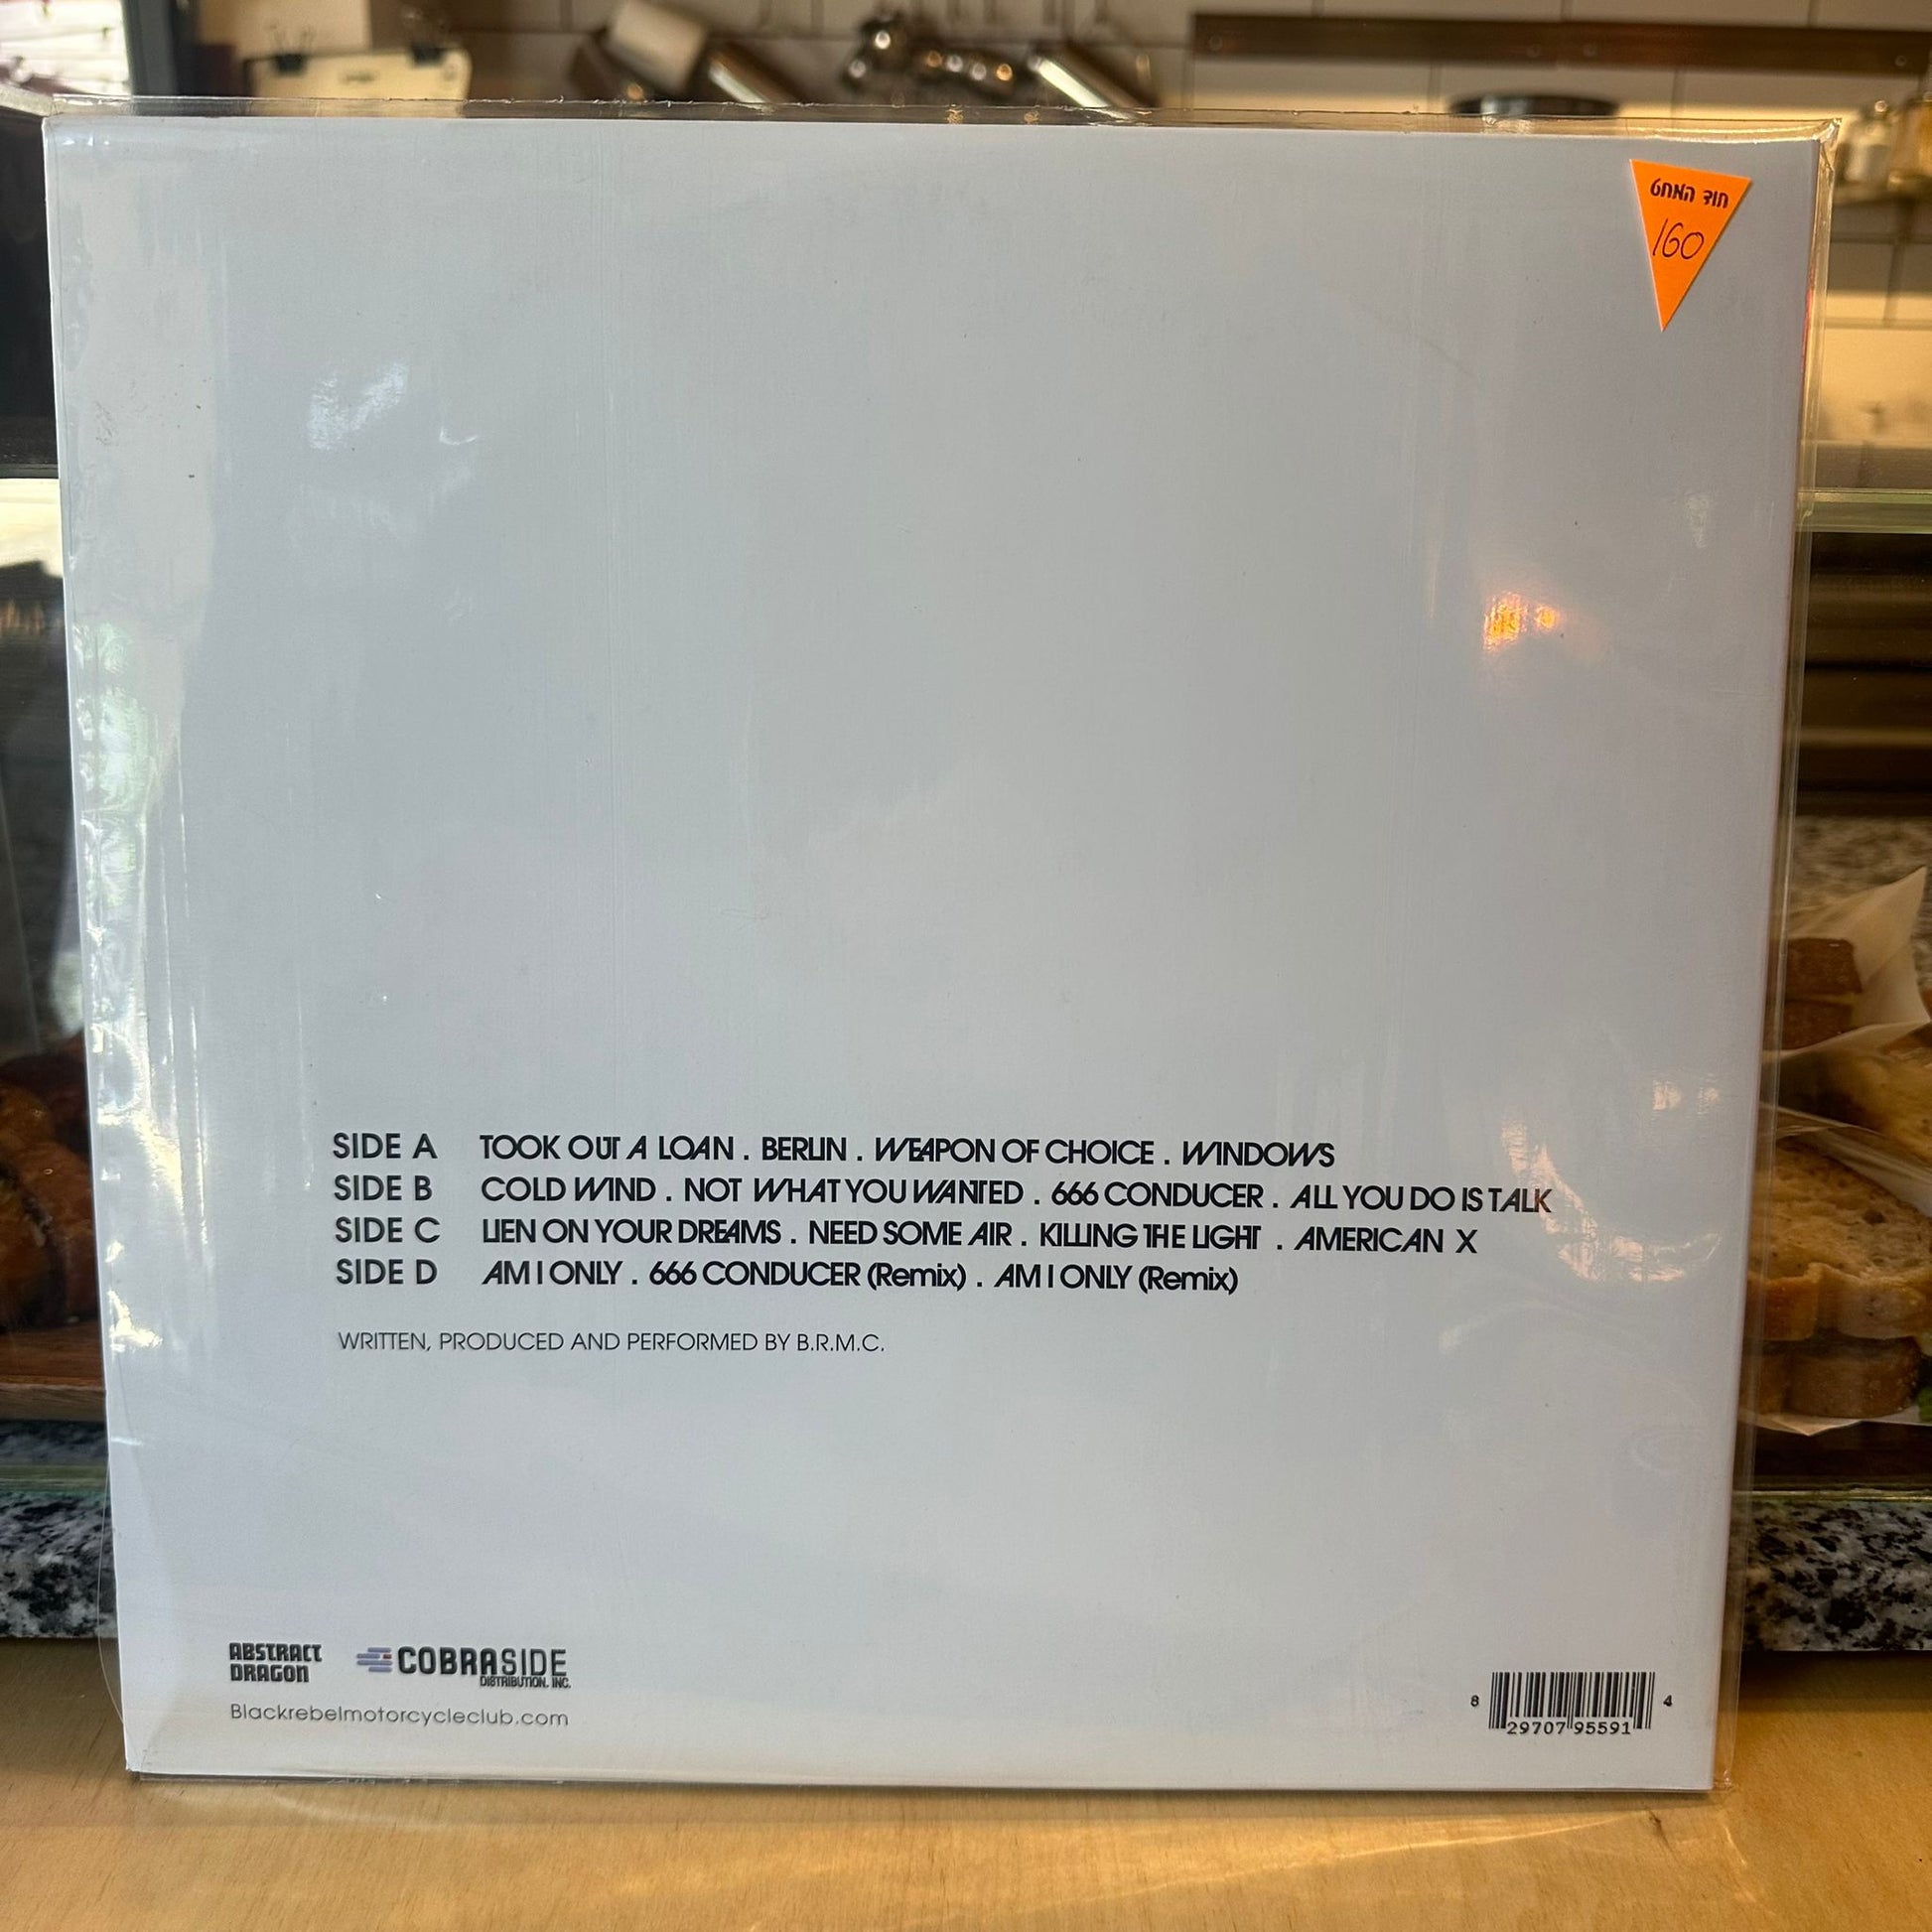 חוד המחט
160
SIDE A TOOK OUT A LOAN . BERLIN . WEAPON OF CHOICE . WINDOWS
SIDE B COLD WIND . NOT WHAT YOU WANTED . 666 CONDUCER . ALL YOU DO IS TALK
SIDE C LIEN ON YOUR DREAMS . NEED SOME AIR . KILLING THE LIGHT . AMERICAN X
SIDE D AM I ONLY . 666 CONDUCER (Remix) . AM I ONLY (Remix)
WRITTEN, PRODUCED AND PERFORMED BY B.R.M.C.
ABSTRACT
DRAGON
COBRASIDE
DISTRIBUTION, INC.
Blackrebelmotorcycleclub.com
8 29707 95591 4